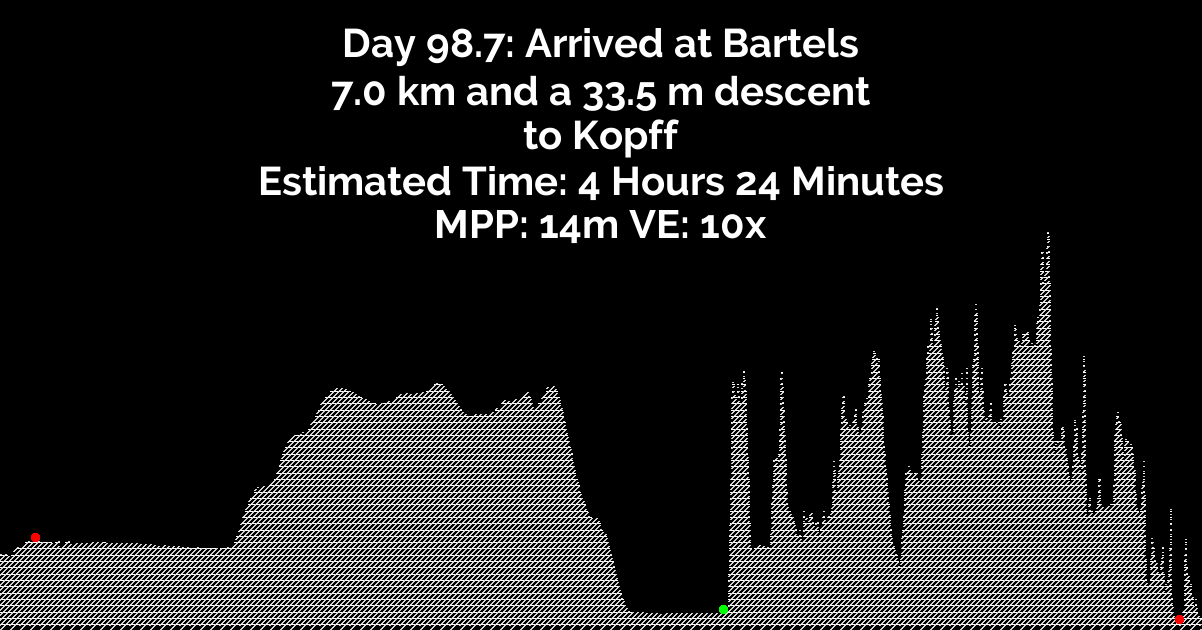 Day 98.7: Arrived at Bartels
7.0 km and a 33.5 m descent
to Kopff
Estimated Time: 4 Hours 24 Minutes
MPP: 14m VE: 10x